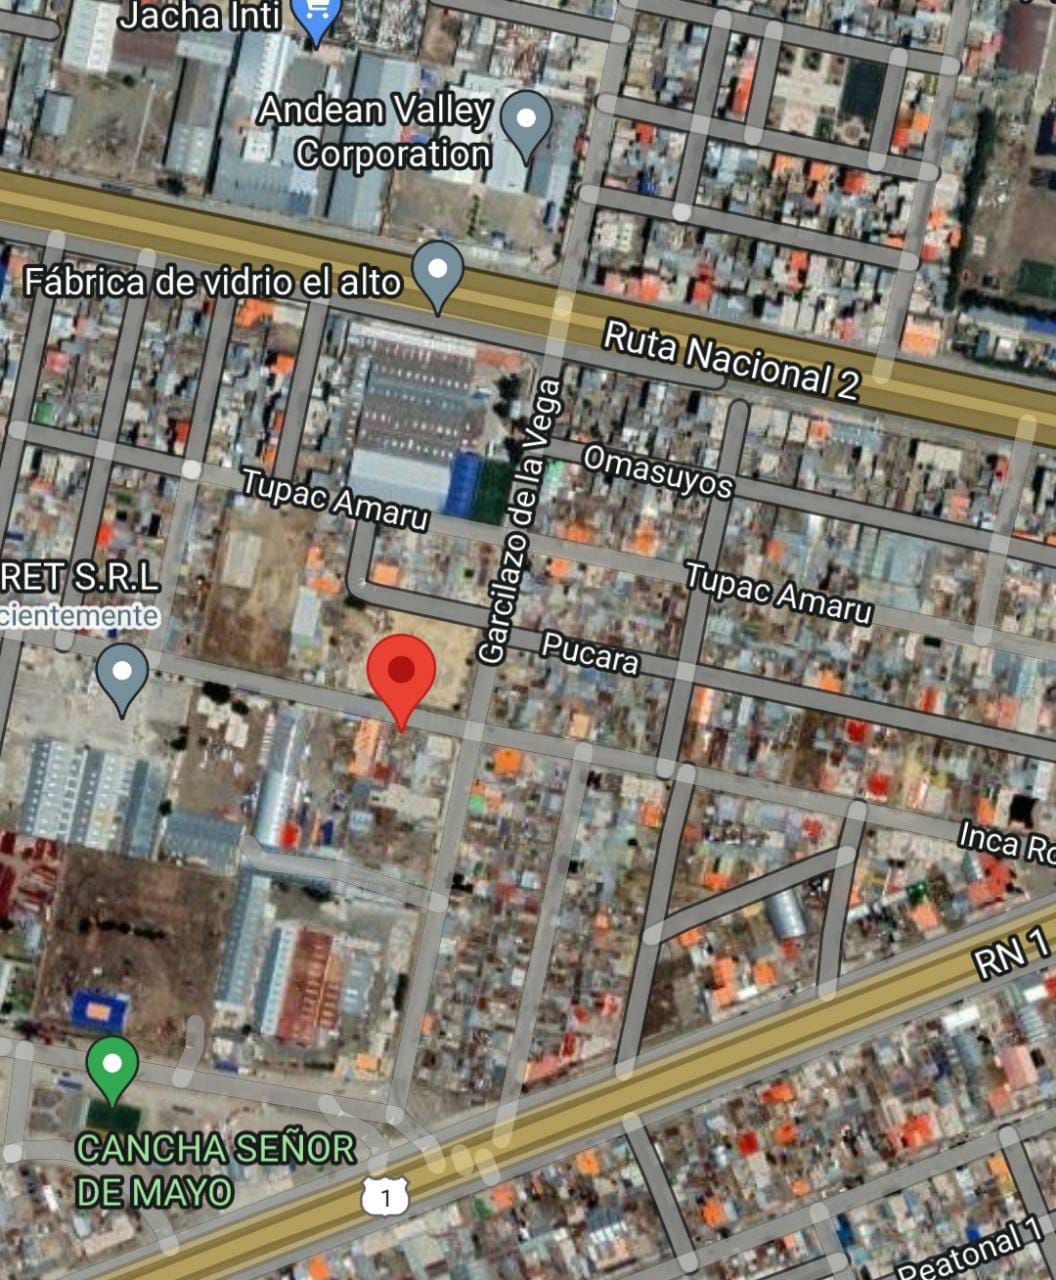 Jacha Inti
Andean Valley
Corporation
Fábrica de vidrio el alto
Ruta Nacional 2
Garcilazo de la Vega
Omasuyos
Tupac Amaru
Tupac Amaru
RET S.R.L
cientemente
Pucara
Inca Ro
RN 1
CANCHA SEÑOR
DE MAYO
1
Peatonal 1